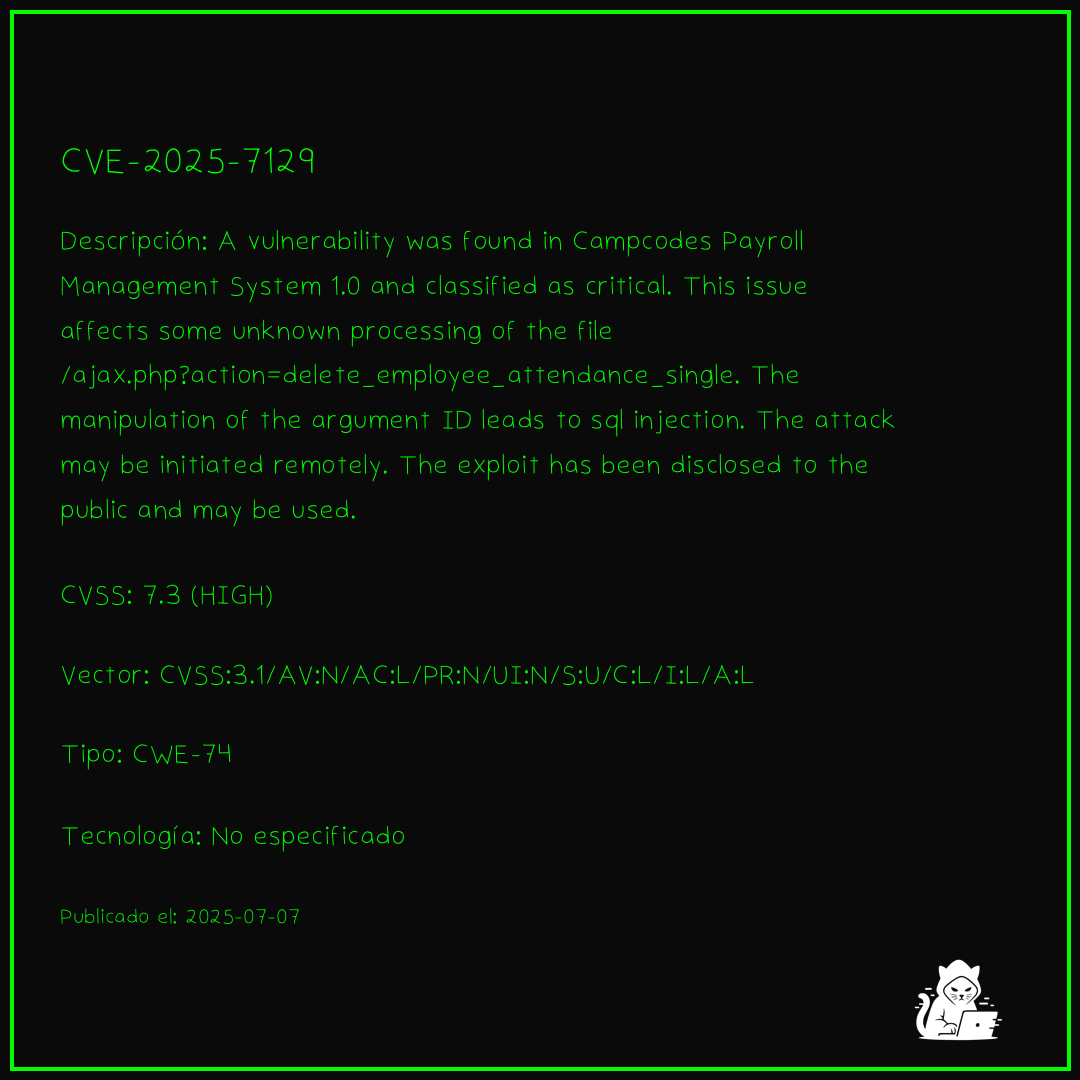 CVE-2025-7129
Descripción: A vulnerability was found in Campcodes Payroll
Management System 1.0 and classified as critical. This issue
affects some unknown processing of the file
/ajax.php?action=delete_employee_attendance_single. The
manipulation of the argument ID leads to sql injection. The attack
may be initiated remotely. The exploit has been disclosed to the
public and may be used.
CVSS: 7.3 (HIGH)
Vector: CVSS:3.1/AV:N/AC:L/PR:N/UI:N/S:U/C:L/I:L/A:L
Tipo: CWE-74
Tecnología: No especificado
Publicado el: 2025-07-07